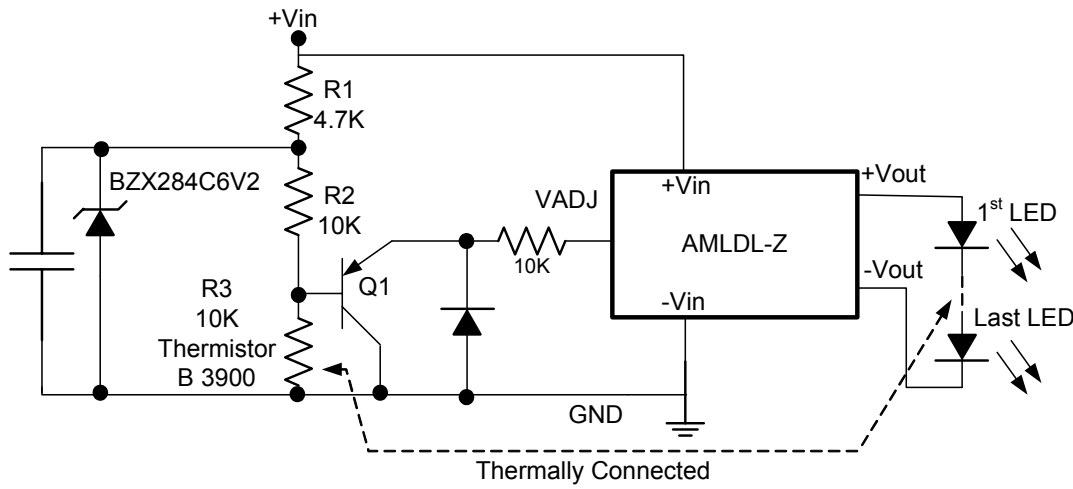 +Vin
R1
4.7K
BZX284C6V2
R2
10K
VADJ
+Vin
+Vout
1st LED
AMLDL-Z
10K
Q1
-Vout
R3
10K
Thermistor
B 3900
-Vin
Last LED
GND
Thermally Connected